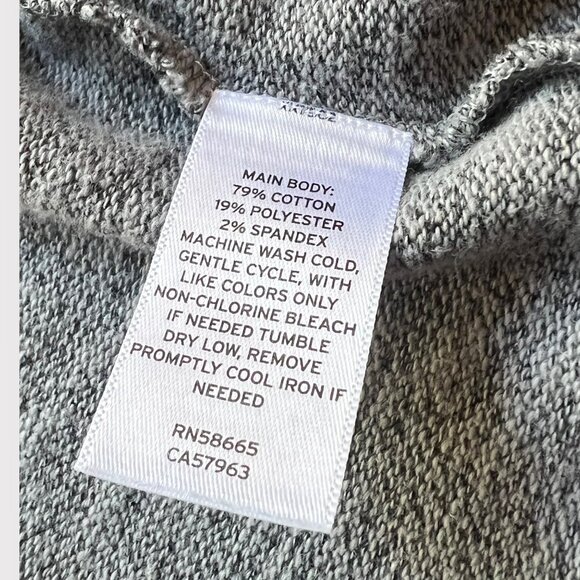 MAIN BODY:
79% COTTON
19% POLYESTER
2% SPANDEX
MACHINE WASH COLD,
GENTLE CYCLE, WITH
LIKE COLORS ONLY
NON-CHLORINE BLEACH
IF NEEDED TUMBLE
DRY LOW, REMOVE
PROMPTLY COOL IRON IF
NEEDED
RN58665
CA57963